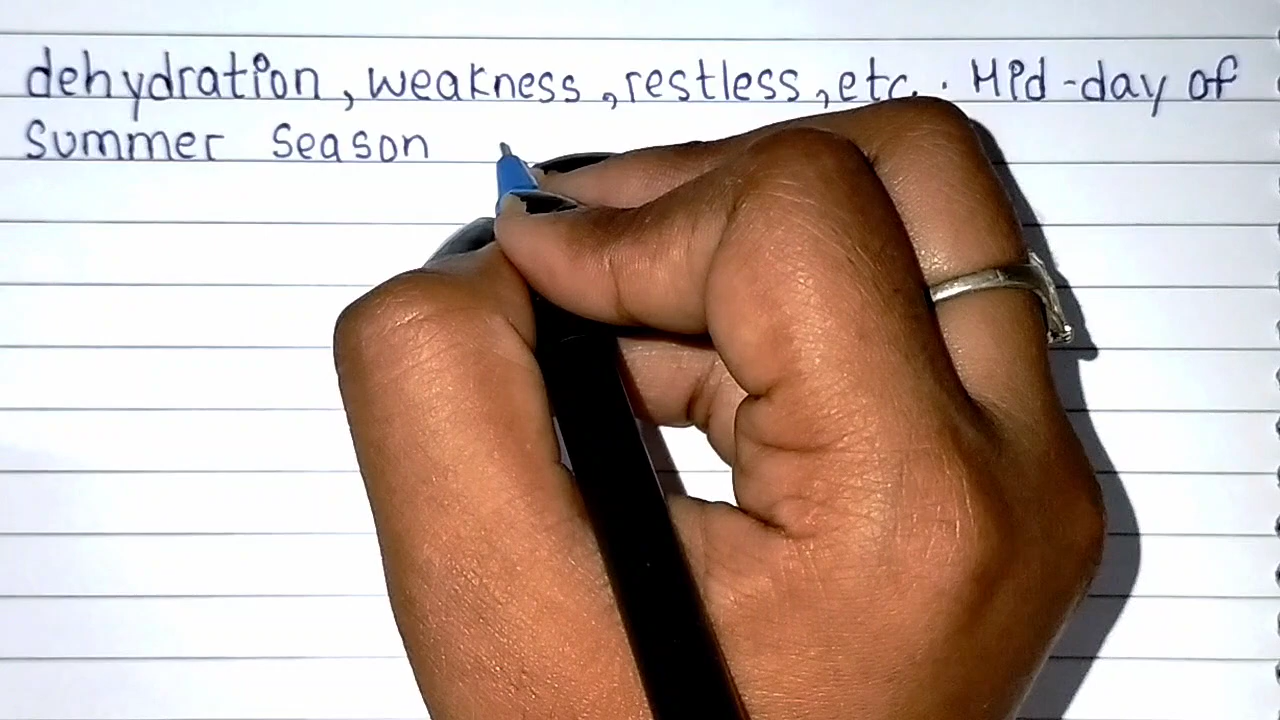 dehydration, weakness, restless, etc. Mid-day of
Summer Season